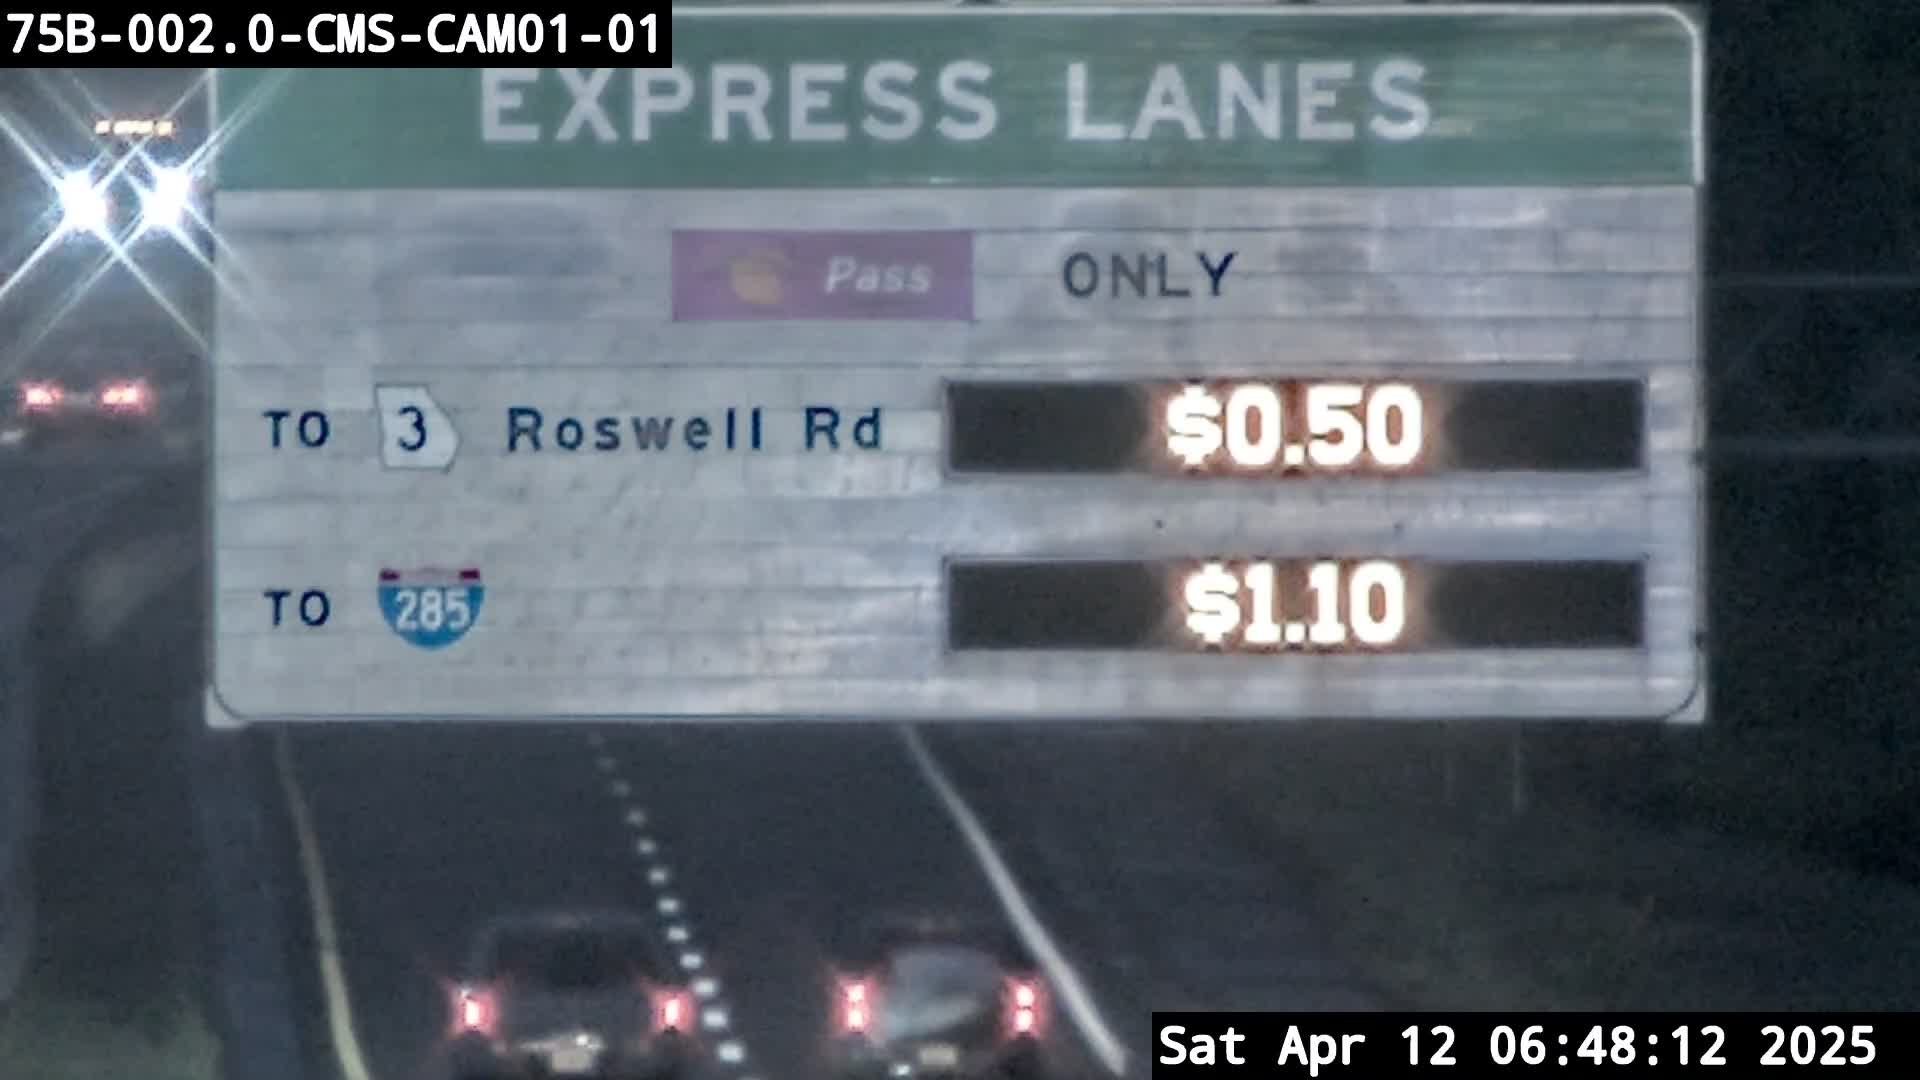 75B-002.0-CMS-CAM01-01
EXPRESS LANES
Pass ONLY
TO 3 Roswell Rd $0.50
TO 285 $1.10
Sat Apr 12 06:48:12 2025